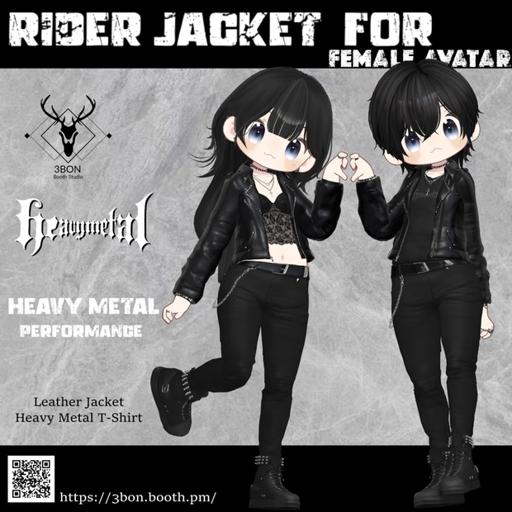 RIDER JACKET FOR
FEMALE AVATAR
3BON
Booth Studio
heavymetal
HEAVY METAL
PERFORMANCE
Leather Jacket
Heavy Metal T-Shirt
https://3bon.booth.pm/